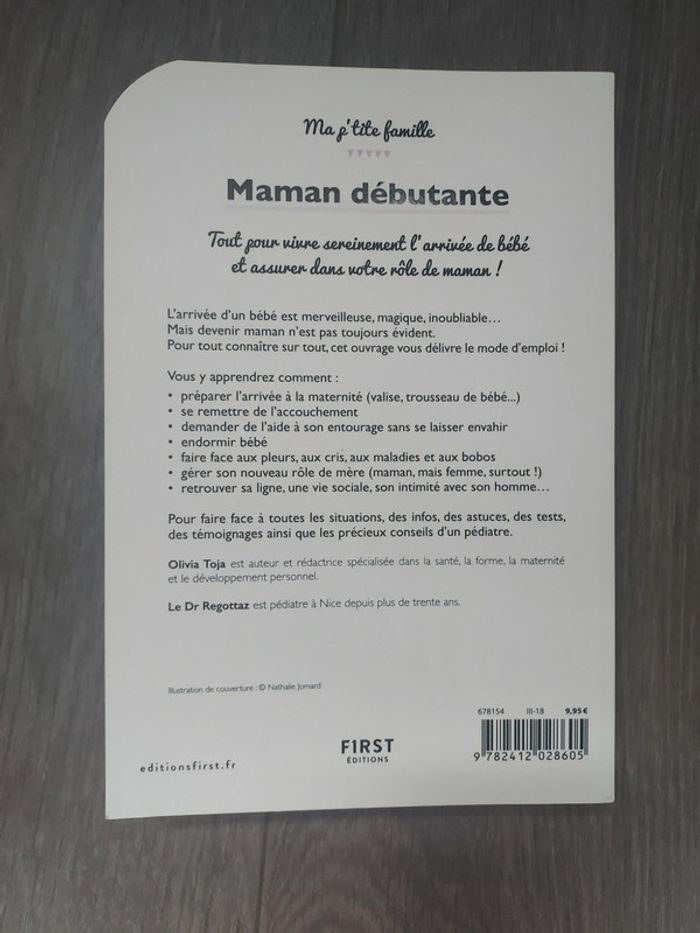 Ma p'tite famille
Maman débutante
Tout pour vivre sereinement l'arrivée de bébé
et assurer dans votre rôle de maman !
L'arrivée d'un bébé est merveilleuse, magique, inoubliable...
Mais devenir maman n'est pas toujours évident.
Pour tout connaître sur tout, cet ouvrage vous délivre le mode d'emploi !
Vous y apprendrez comment :
• préparer l'arrivée à la maternité (valise, trousseau de bébé...)
• se remettre de l'accouchement
• demander de l'aide à son entourage sans se laisser envahir
• endormir bébé
• faire face aux pleurs, aux cris, aux maladies et aux bobos
• gérer son nouveau rôle de mère (maman, mais femme, surtout !)
• retrouver sa ligne, une vie sociale, son intimité avec son homme...
Pour faire face à toutes les situations, des infos, des astuces, des tests,
des témoignages ainsi que les précieux conseils d'un pédiatre.
Olivia Toja est auteur et rédactrice spécialisée dans la santé, la forme, la maternité
et le développement personnel.
Le Dr Regottaz est pédiatre à Nice depuis plus de trente ans.
Illustration de couverture : © Nathalie Jomard
678154 III-18 9,95 €
9 782412 028605
FIRST
ÉDITIONS
editionsfirst.fr